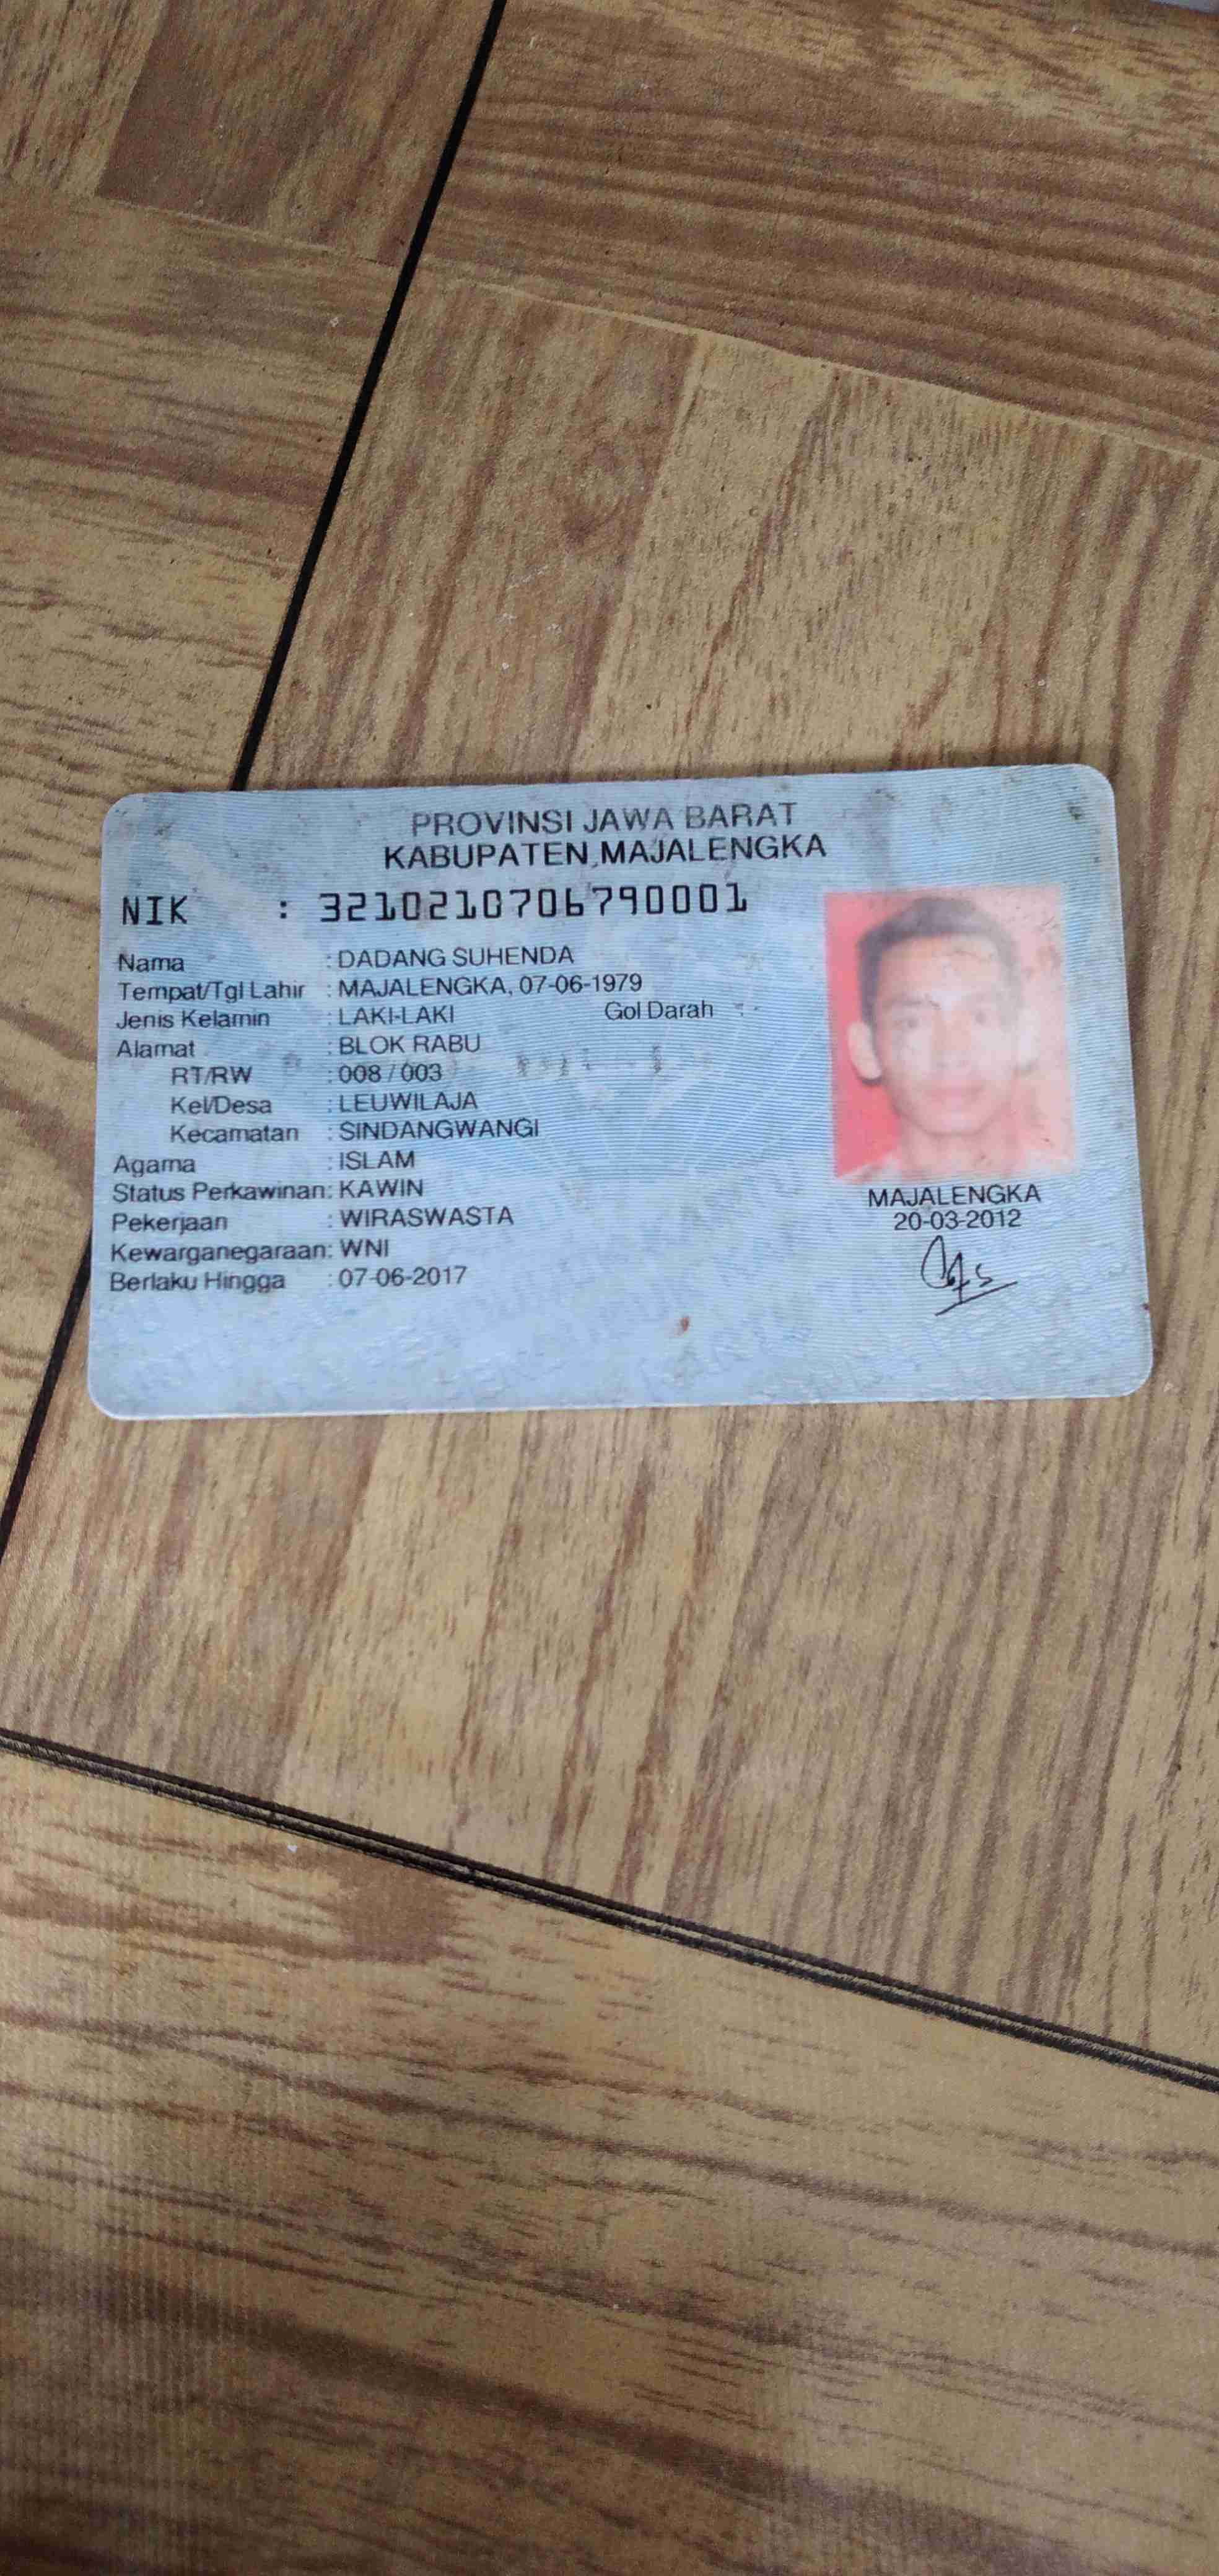 PROVINSI JAWA BARAT
KABUPATEN MAJALENGKA
NIK : 3210210706790001
Nama : DADANG SUHENDA
Tempat/Tgl Lahir : MAJALENGKA, 07-06-1979
Jenis Kelamin : LAKI-LAKI Gol Darah : -
Alamat : BLOK RABU
RT/RW : 008 / 003
Kel/Desa : LEUWILAJA
Kecamatan : SINDANGWANGI
Agama : ISLAM
Status Perkawinan: KAWIN
Pekerjaan : WIRASWASTA
Kewarganegaraan: WNI
Berlaku Hingga : 07-06-2017
MAJALENGKA
20-03-2012